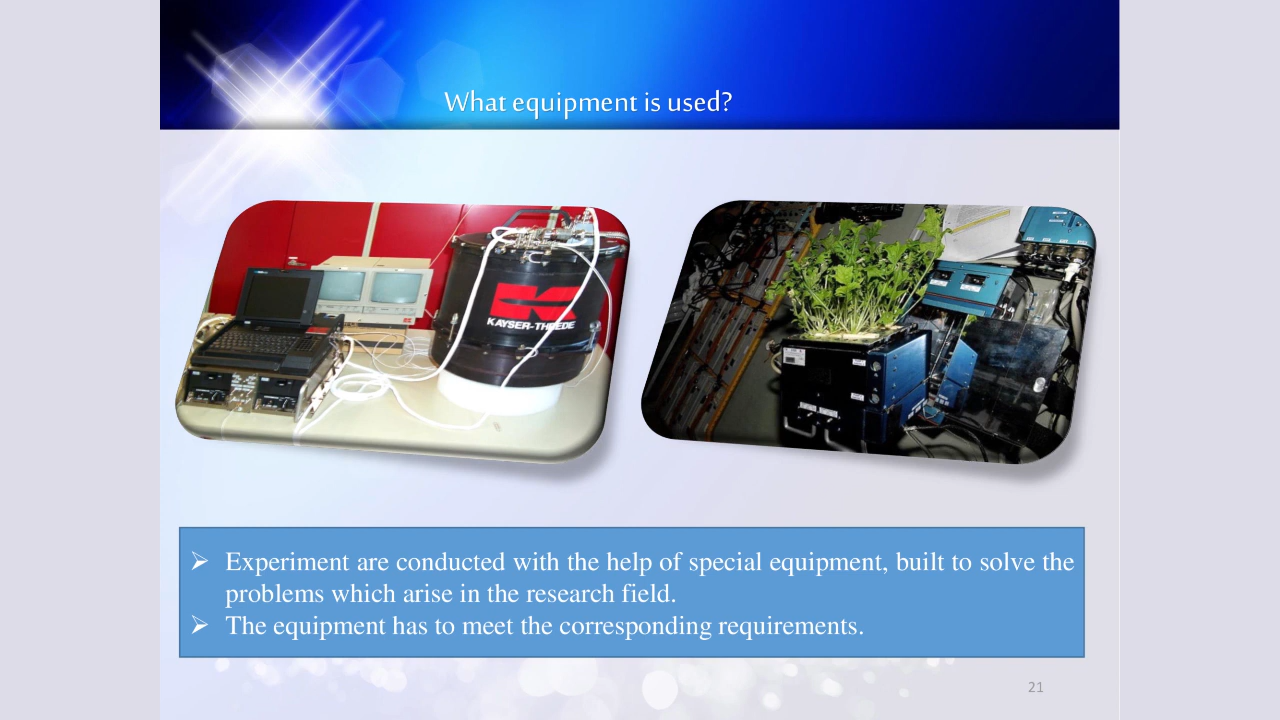 What equipment is used?
KAYSER-THREDE
➢ Experiment are conducted with the help of special equipment, built to solve the
problems which arise in the research field.
➢ The equipment has to meet the corresponding requirements.
21